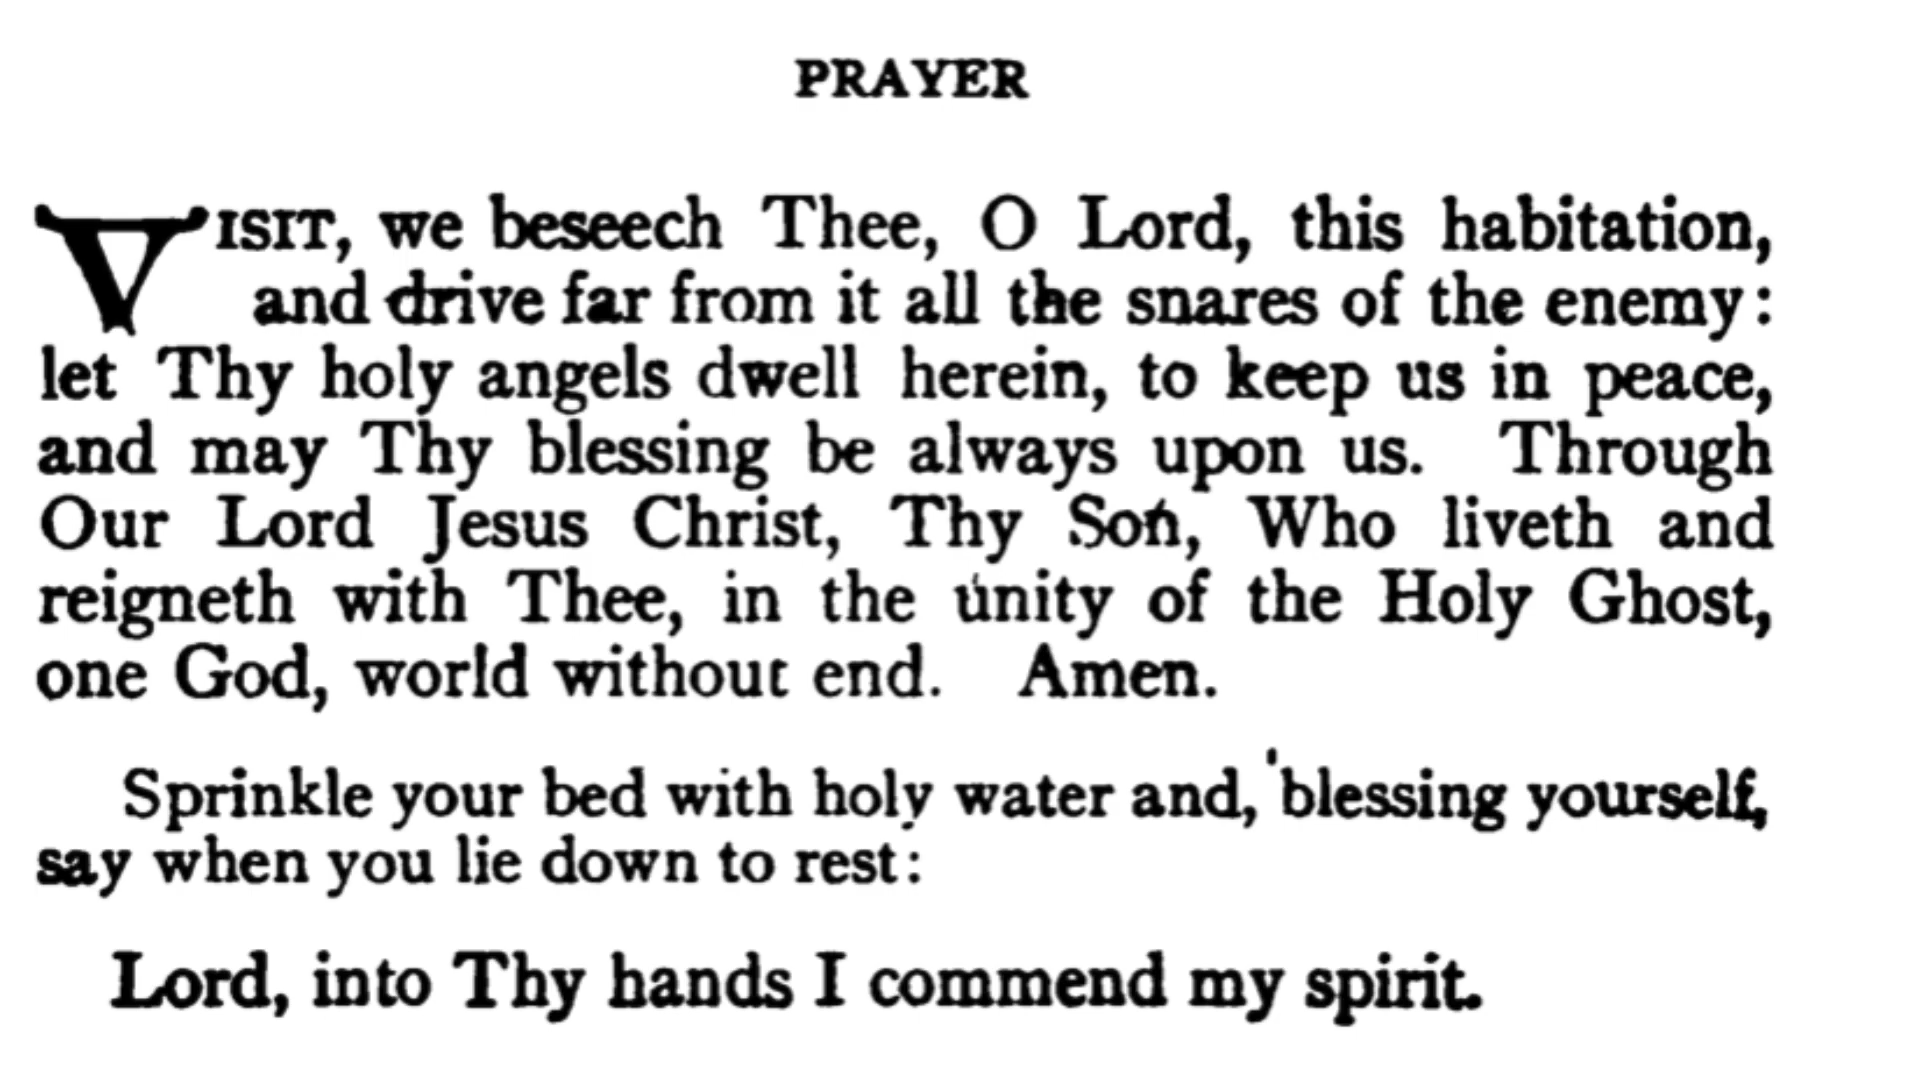 PRAYER
VISIT, we beseech Thee, O Lord, this habitation,
and drive far from it all the snares of the enemy:
let Thy holy angels dwell herein, to keep us in peace,
and may Thy blessing be always upon us. Through
Our Lord Jesus Christ, Thy Son, Who liveth and
reigneth with Thee, in the unity of the Holy Ghost,
one God, world without end. Amen.
Sprinkle your bed with holy water and, blessing yourself,
say when you lie down to rest:
Lord, into Thy hands I commend my spirit.